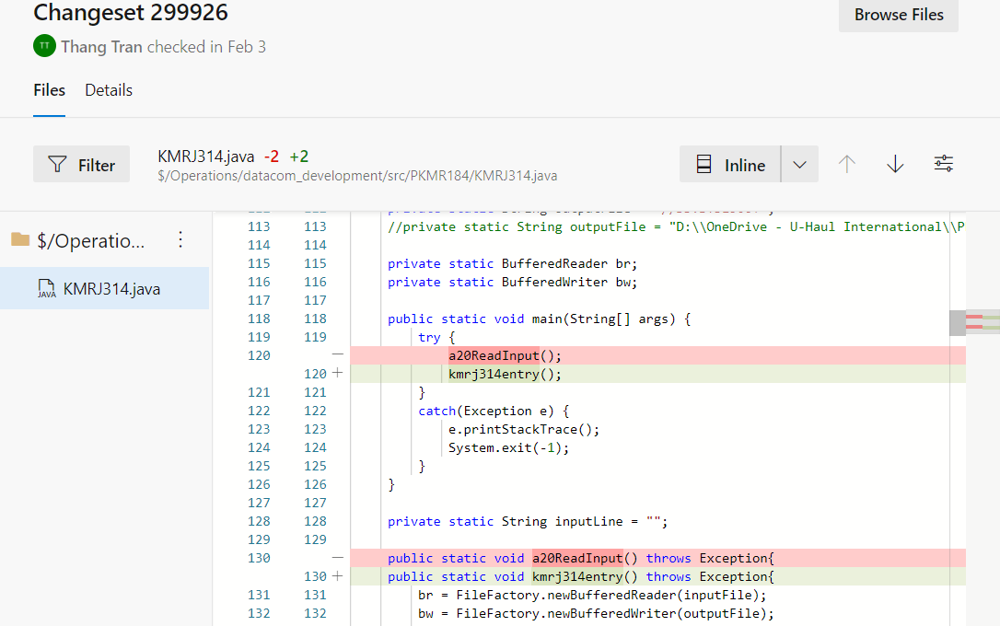 Changeset 299926
Browse Files
TT Thang Tran checked in Feb 3
Files Details
Filter
KMRJ314.java -2 +2
$/Operations/datacom_development/src/PKMR184/KMRJ314.java
Inline
$/Operatio...
JAVA KMRJ314.java
113 113 //private static String outputFile = "D:\\OneDrive - U-Haul International\\P
114 114
115 115 private static BufferedReader br;
116 116 private static BufferedWriter bw;
117 117
118 118 public static void main(String[] args) {
119 119 try {
120 — a20ReadInput();
120 + kmrj314entry();
121 121 }
122 122 catch(Exception e) {
123 123 e.printStackTrace();
124 124 System.exit(-1);
125 125 }
126 126 }
127 127
128 128 private static String inputLine = "";
129 129
130 — public static void a20ReadInput() throws Exception{
130 + public static void kmrj314entry() throws Exception{
131 131 br = FileFactory.newBufferedReader(inputFile);
132 132 bw = FileFactory.newBufferedWriter(outputFile);